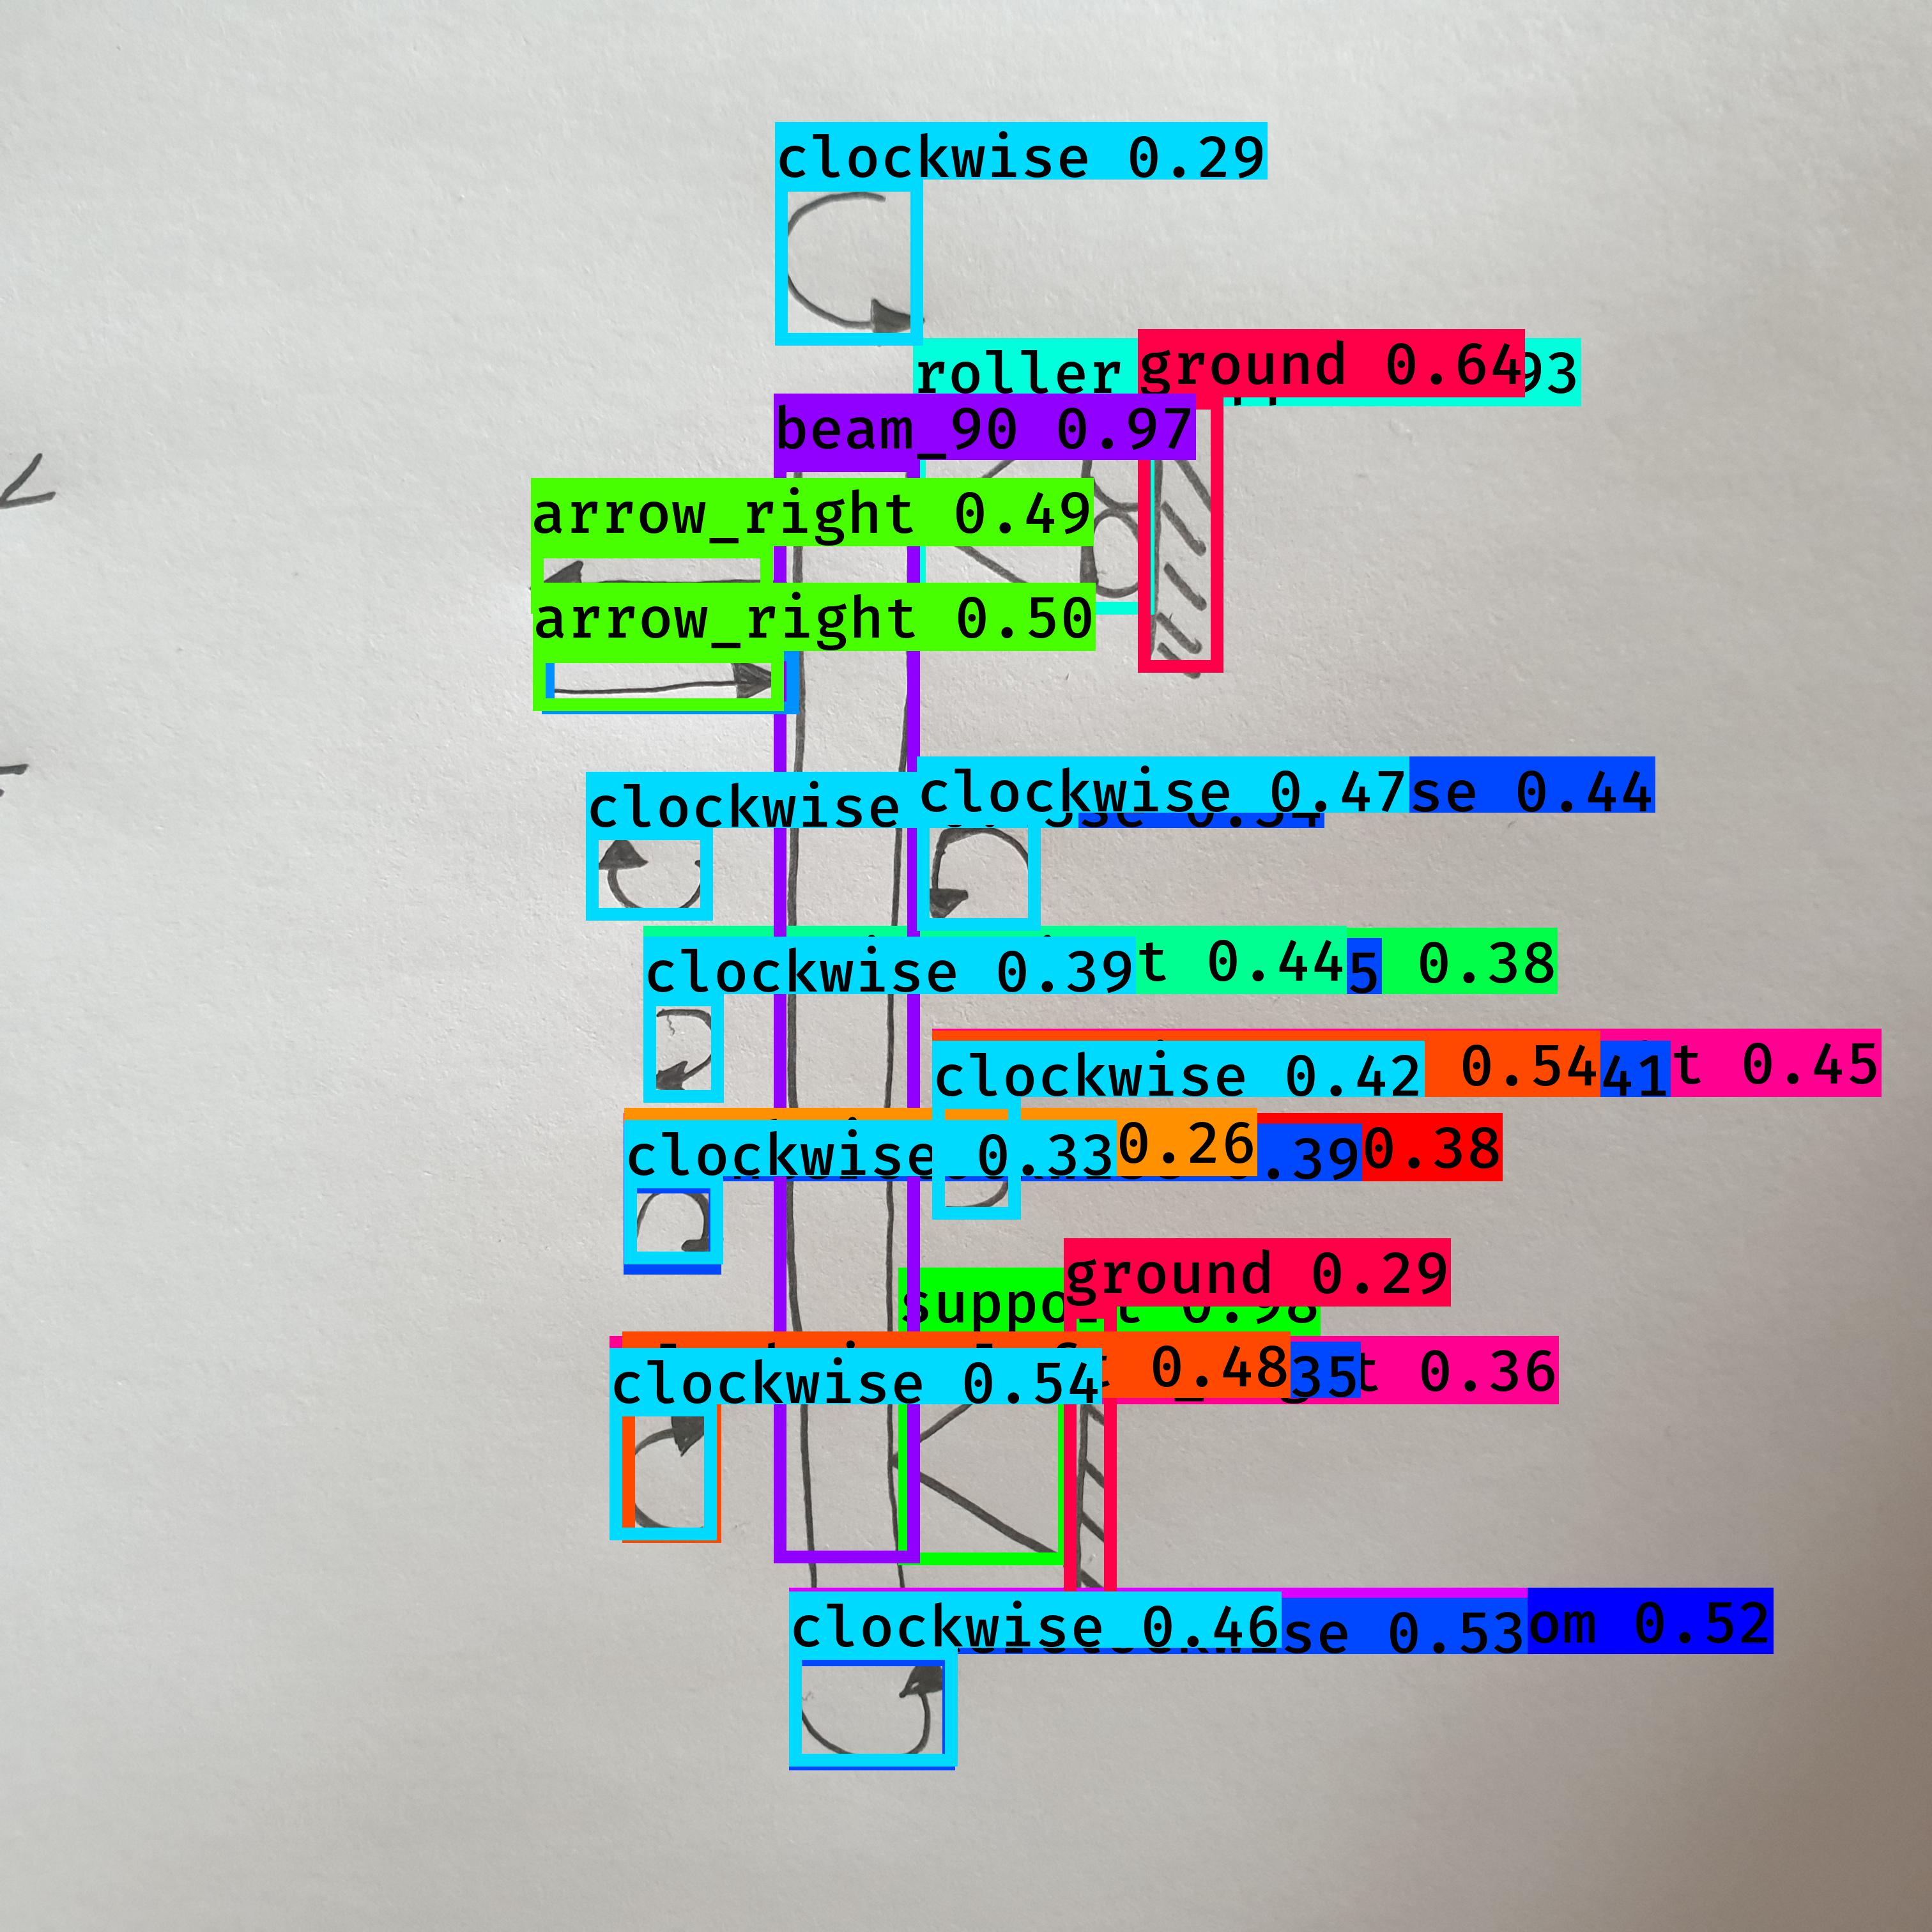 clockwise 0.29
roller 93
ground 0.64
beam_90 0.97
arrow_right 0.49
arrow_right 0.50
clockwise
clockwise 0.47
se 0.44
clockwise 0.39
t 0.44
5
0.38
clockwise 0.42
0.54
41
t 0.45
clockwise 0.33
0.26
.39
0.38
ground 0.29
support 0.98
clockwise 0.54
t 0.48
35
t 0.36
clockwise 0.46
se 0.53
om 0.52